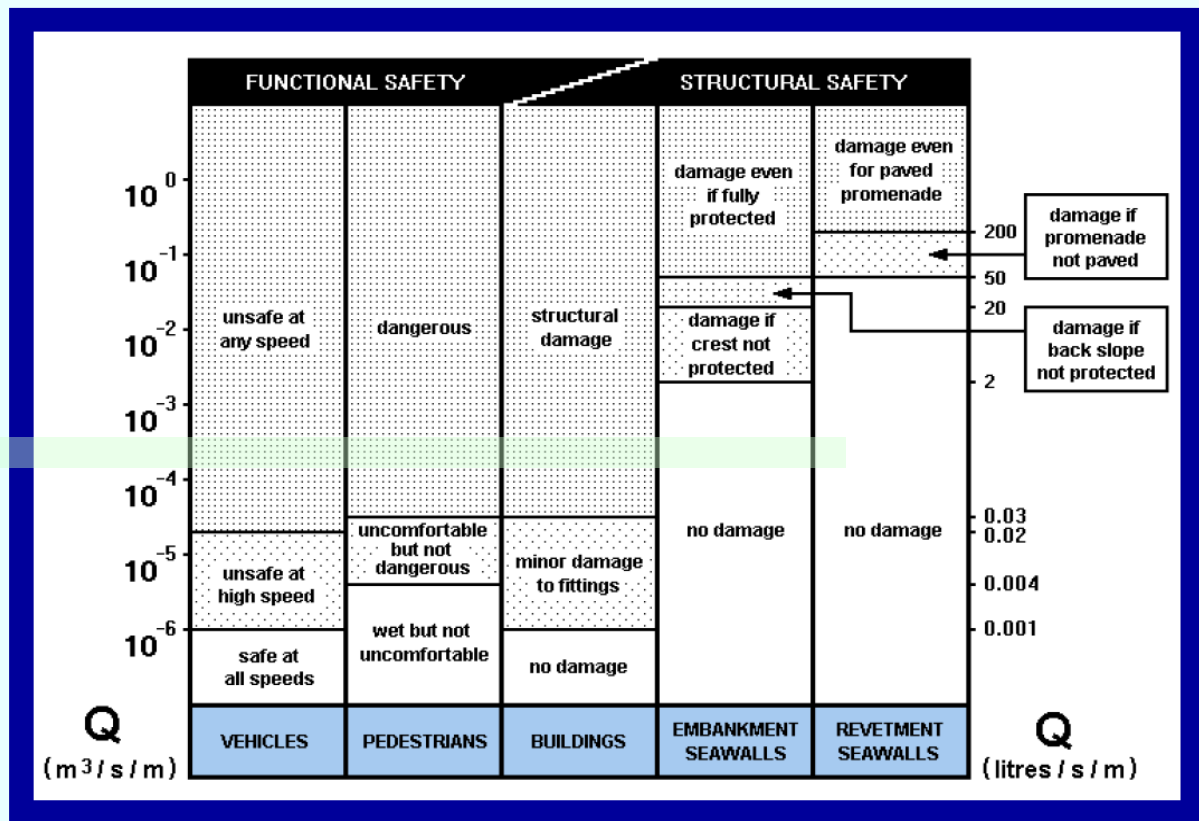 FUNCTIONAL SAFETY
STRUCTURAL SAFETY
10⁰
10⁻¹
10⁻²
10⁻³
10⁻⁴
10⁻⁵
10⁻⁶
unsafe at
any speed
unsafe at
high speed
safe at
all speeds
dangerous
uncomfortable
but not
dangerous
wet but not
uncomfortable
structural
damage
minor damage
to fittings
no damage
damage even
if fully
protected
damage if
crest not
protected
no damage
damage even
for paved
promenade
no damage
200
50
20
2
0.03
0.02
0.004
0.001
damage if
promenade
not paved
damage if
back slope
not protected
Q
(m³/s/m)
VEHICLES
PEDESTRIANS
BUILDINGS
EMBANKMENT
SEAWALLS
REVETMENT
SEAWALLS
Q
(litres/s/m)